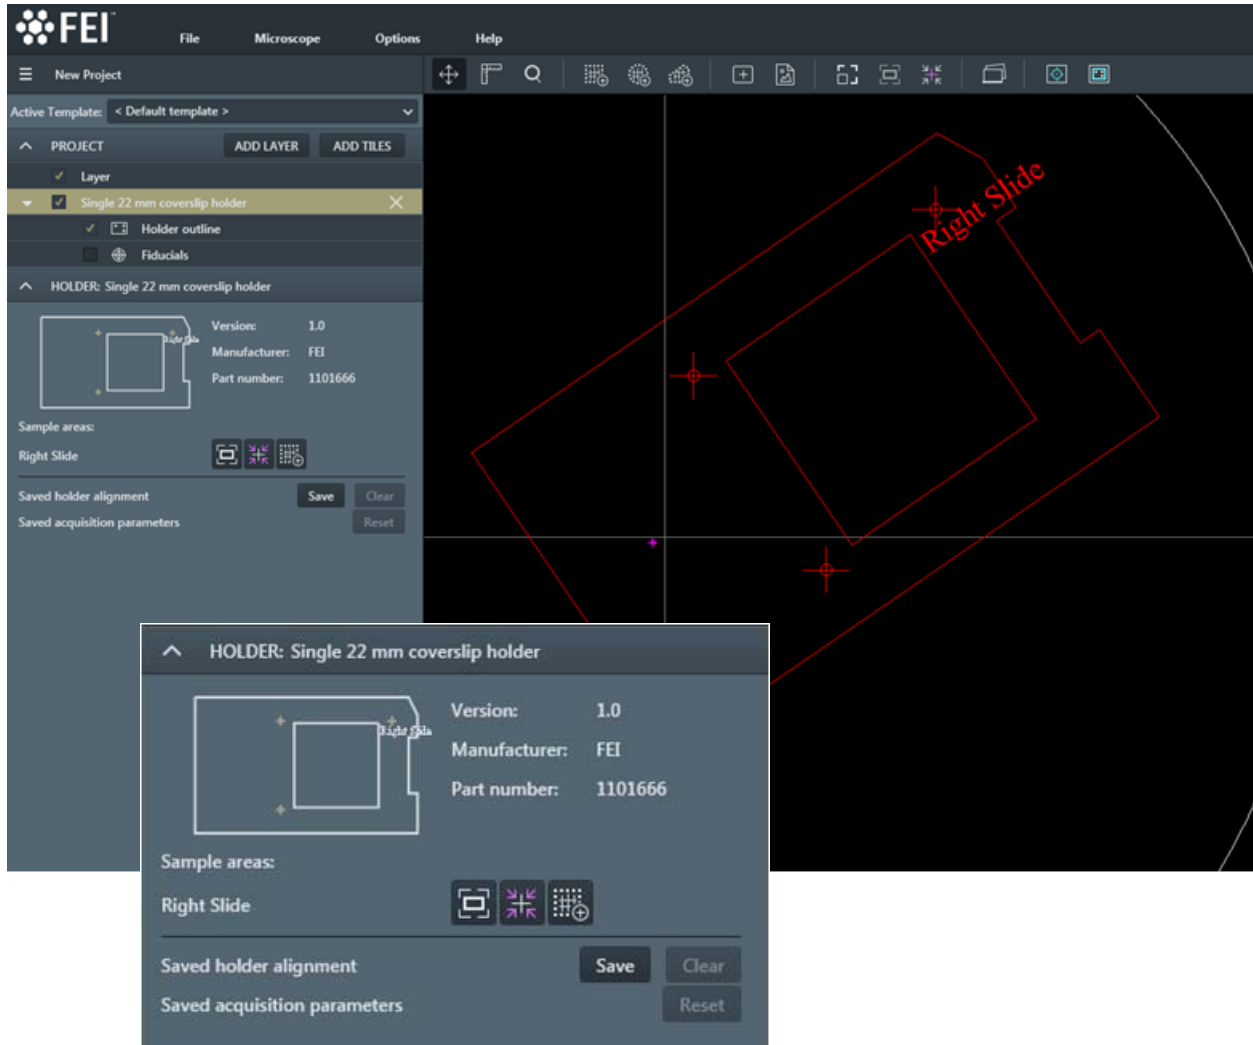 FEI
File Microscope Options Help
New Project
Active Template: < Default template >
PROJECT ADD LAYER ADD TILES
Layer
Single 22 mm coverslip holder
Holder outline
Fiducials
HOLDER: Single 22 mm coverslip holder
Version: 1.0
Manufacturer: FEI
Part number: 1101666
Sample areas:
Right Slide
Saved holder alignment Save Clear
Saved acquisition parameters Reset
Right Slide
HOLDER: Single 22 mm coverslip holder
Version: 1.0
Manufacturer: FEI
Part number: 1101666
Sample areas:
Right Slide
Saved holder alignment Save Clear
Saved acquisition parameters Reset